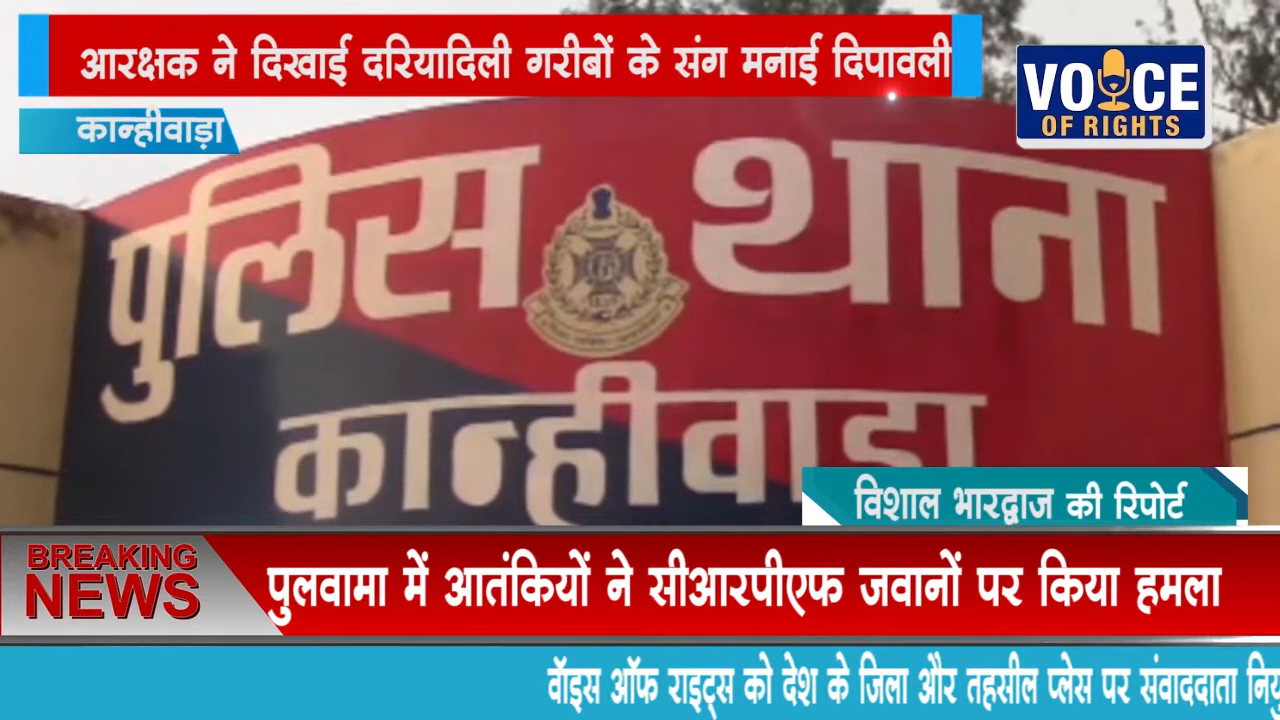 आरक्षक ने दिखाई दरियादिली गरीबों के संग मनाई दिपावली
कान्हीवाड़ा
VOICE
OF RIGHTS
पुलिस थाना
कान्हीवाड़ा
विशाल भारद्वाज की रिपोर्ट
BREAKING
NEWS
पुलवामा में आतंकियों ने सीआरपीएफ जवानों पर किया हमला
वॉइस ऑफ राइट्स को देश के जिला और तहसील प्लेस पर संवाददाता